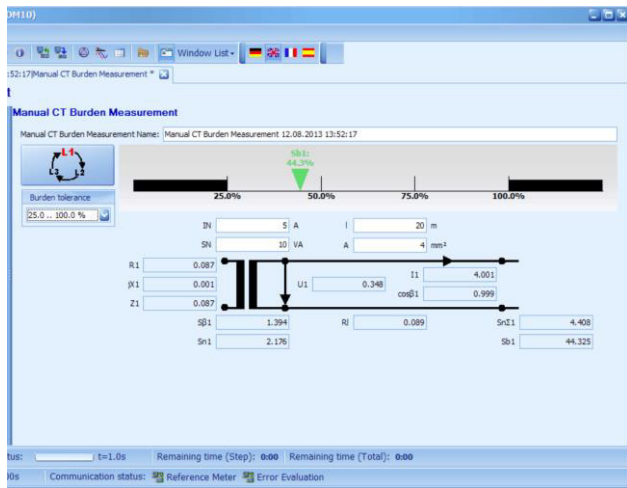 OM10)
Window List
:52:17|Manual CT Burden Measurement *
t
Manual CT Burden Measurement
Manual CT Burden Measurement Name: Manual CT Burden Measurement 12.08.2013 13:52:17
L1
L3 L2
Sb1:
44.3%
25.0% 50.0% 75.0% 100.0%
Burden tolerance
25.0 .. 100.0 %
IN 5 A l 20 m
SN 10 VA A 4 mm²
R1 0.087
jX1 0.001
Z1 0.087
U1 0.348
I1 4.001
cosβ1 0.999
Sβ1 1.394 Rl 0.089 SnΣ1 4.408
Sn1 2.176 Sb1 44.325
tus: t=1.0s Remaining time (Step): 0:00 Remaining time (Total): 0:00
00s Communication status: Reference Meter Error Evaluation